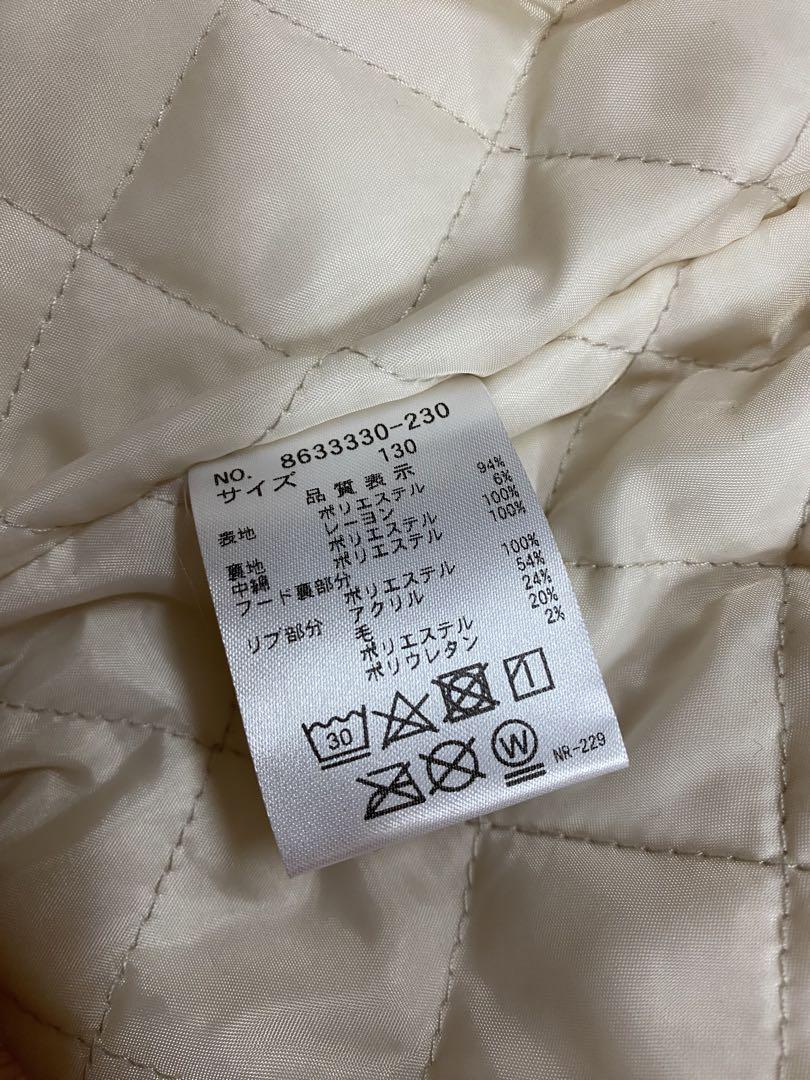 NO. 8633330-230
サイズ 130
品質表示
表地 ポリエステル 94%
レーヨン 6%
裏地 ポリエステル 100%
中綿 ポリエステル 100%
フード裏部分
ポリエステル 100%
リブ部分 アクリル 54%
毛 24%
ポリエステル 20%
ポリウレタン 2%
30
W NR-229